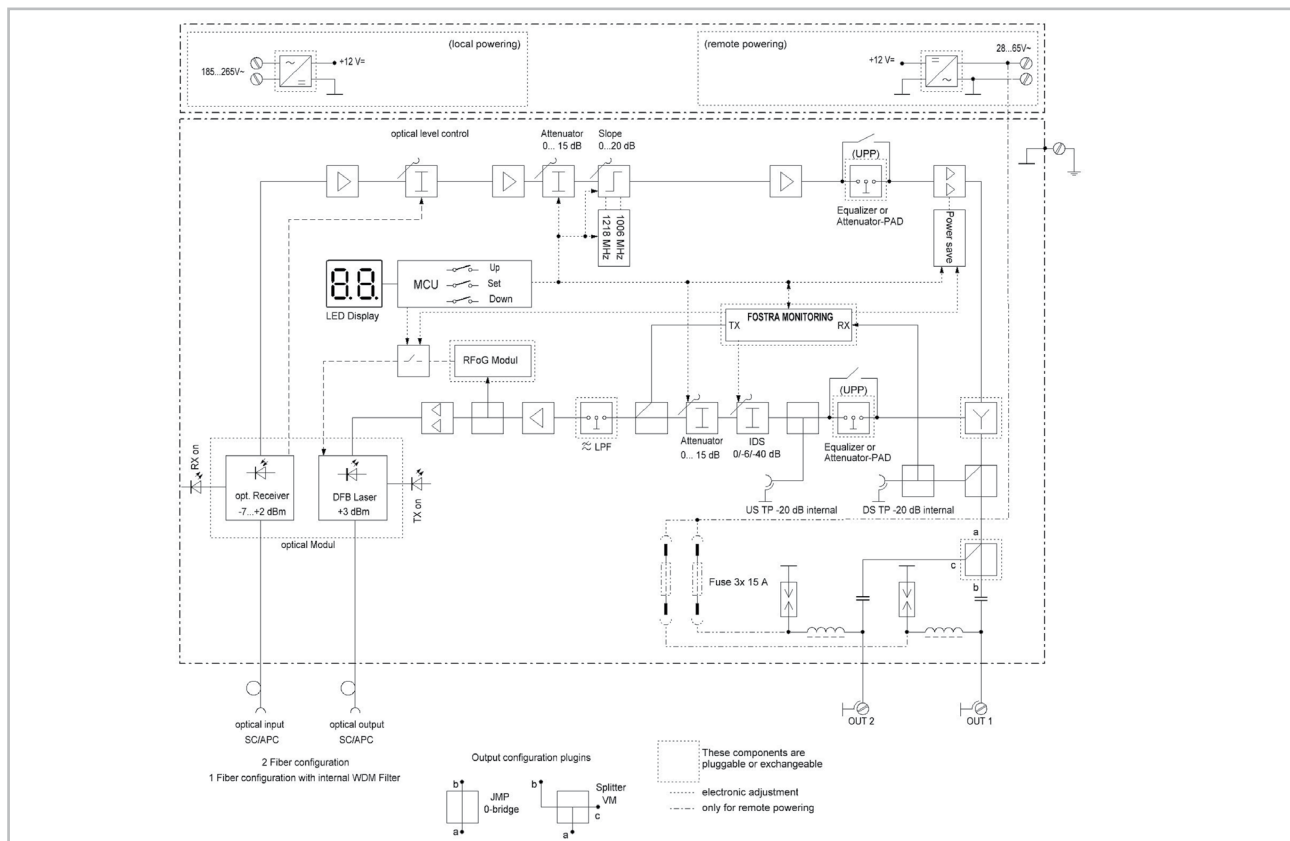 (local powering)
(remote powering)
28...65V~
185...265V~
+12 V=
+12 V=
optical level control
Attenuator
0... 15 dB
Slope
0...20 dB
(UPP)
Equalizer or
Attenuator-PAD
1218 MHz
1006 MHz
Power save
8.8.
LED Display
MCU
Up
Set
Down
FOSTRA MONITORING
TX
RX
RFoG Modul
(UPP)
Equalizer or
Attenuator-PAD
LPF
Attenuator
0... 15 dB
IDS
0/-6/-40 dB
RX on
opt. Receiver
-7...+2 dBm
DFB Laser
+3 dBm
TX on
optical Modul
US TP -20 dB internal
DS TP -20 dB internal
a
c
b
Fuse 3x 15 A
OUT 2
OUT 1
optical input
SC/APC
optical output
SC/APC
2 Fiber configuration
1 Fiber configuration with internal WDM Filter
Output configuration plugins
b
JMP
0-bridge
a
b
Splitter
VM
c
a
These components are
pluggable or exchangeable
electronic adjustment
only for remote powering